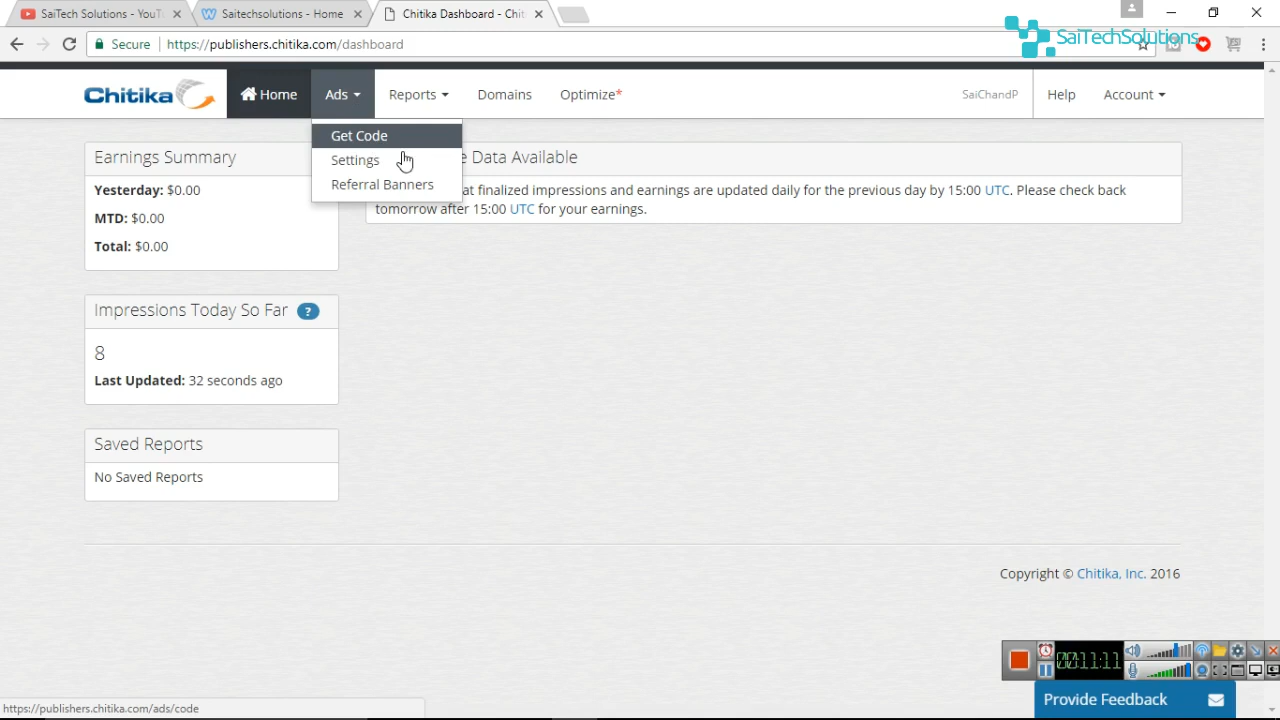 SaiTech Solutions - YouT
Saitechsolutions - Home
Chitika Dashboard - Chit
Secure
https://publishers.chitika.com/dashboard
SaiTechSolutions
Chitika
Home
Ads
Reports
Domains
Optimize*
SaiChandP
Help
Account
Get Code
Settings
Referral Banners
Earnings Summary
Yesterday: $0.00
MTD: $0.00
Total: $0.00
e Data Available
at finalized impressions and earnings are updated daily for the previous day by 15:00 UTC. Please check back
tomorrow after 15:00 UTC for your earnings.
Impressions Today So Far ?
8
Last Updated: 32 seconds ago
Saved Reports
No Saved Reports
Copyright © Chitika, Inc. 2016
00:11:11
Provide Feedback
https://publishers.chitika.com/ads/code